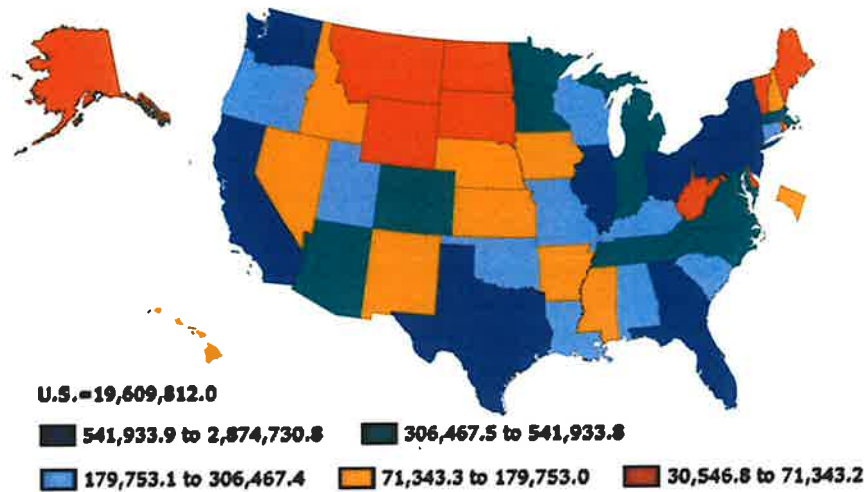 U.S.=19,609,812.0
541,933.9 to 2,874,730.8 306,467.5 to 541,933.8
179,753.1 to 306,467.4 71,343.3 to 179,753.0 30,546.8 to 71,343.2